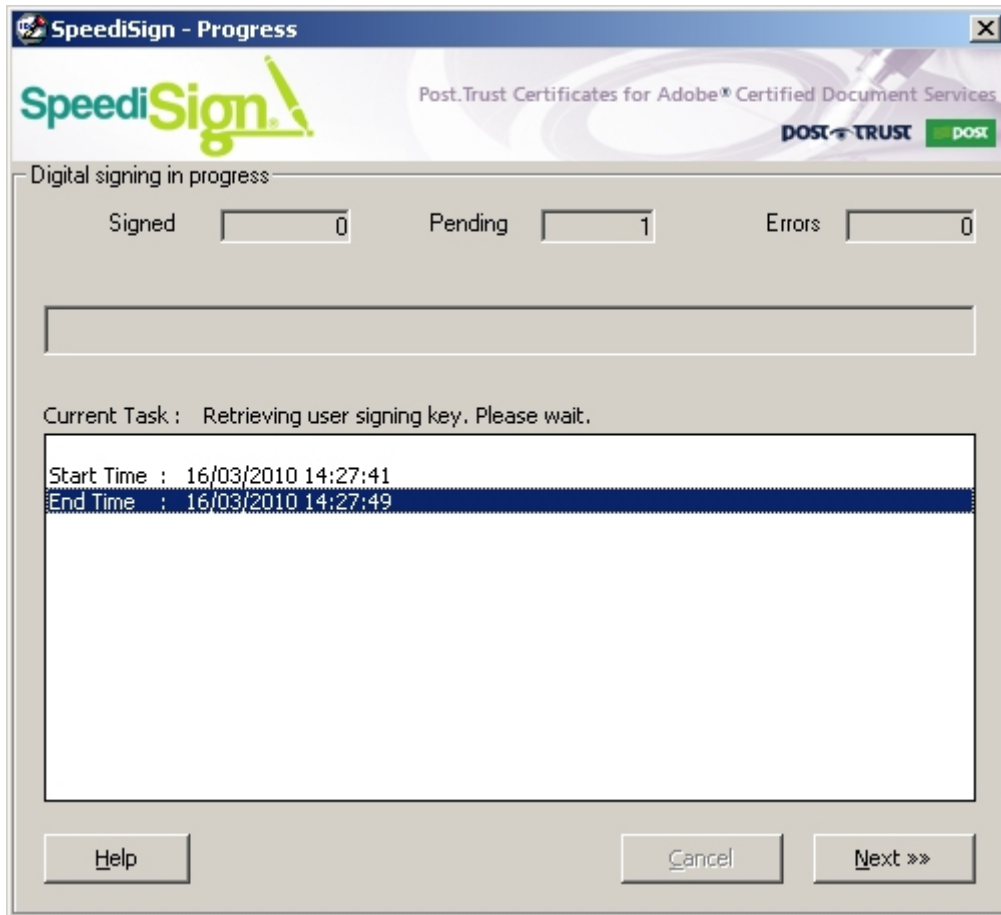 SpeediSign - Progress
SpeediSign®
Post.Trust Certificates for Adobe® Certified Document Services
POST TRUST post
Digital signing in progress
Signed 0 Pending 1 Errors 0
Current Task : Retrieving user signing key. Please wait.
Start Time : 16/03/2010 14:27:41
End Time : 16/03/2010 14:27:49
Help Cancel Next »»